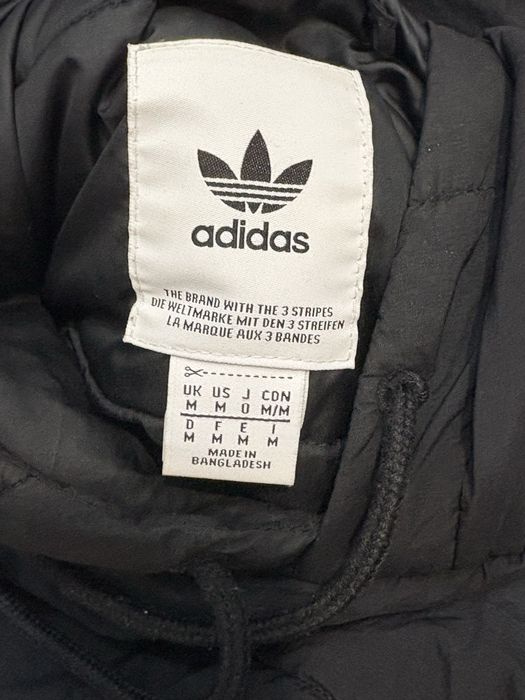 adidas
THE BRAND WITH THE 3 STRIPES
DIE WELTMARKE MIT DEN 3 STREIFEN
LA MARQUE AUX 3 BANDES
UK US J CON
M M O M/M
D F E I
M M M M
MADE IN
BANGLADESH